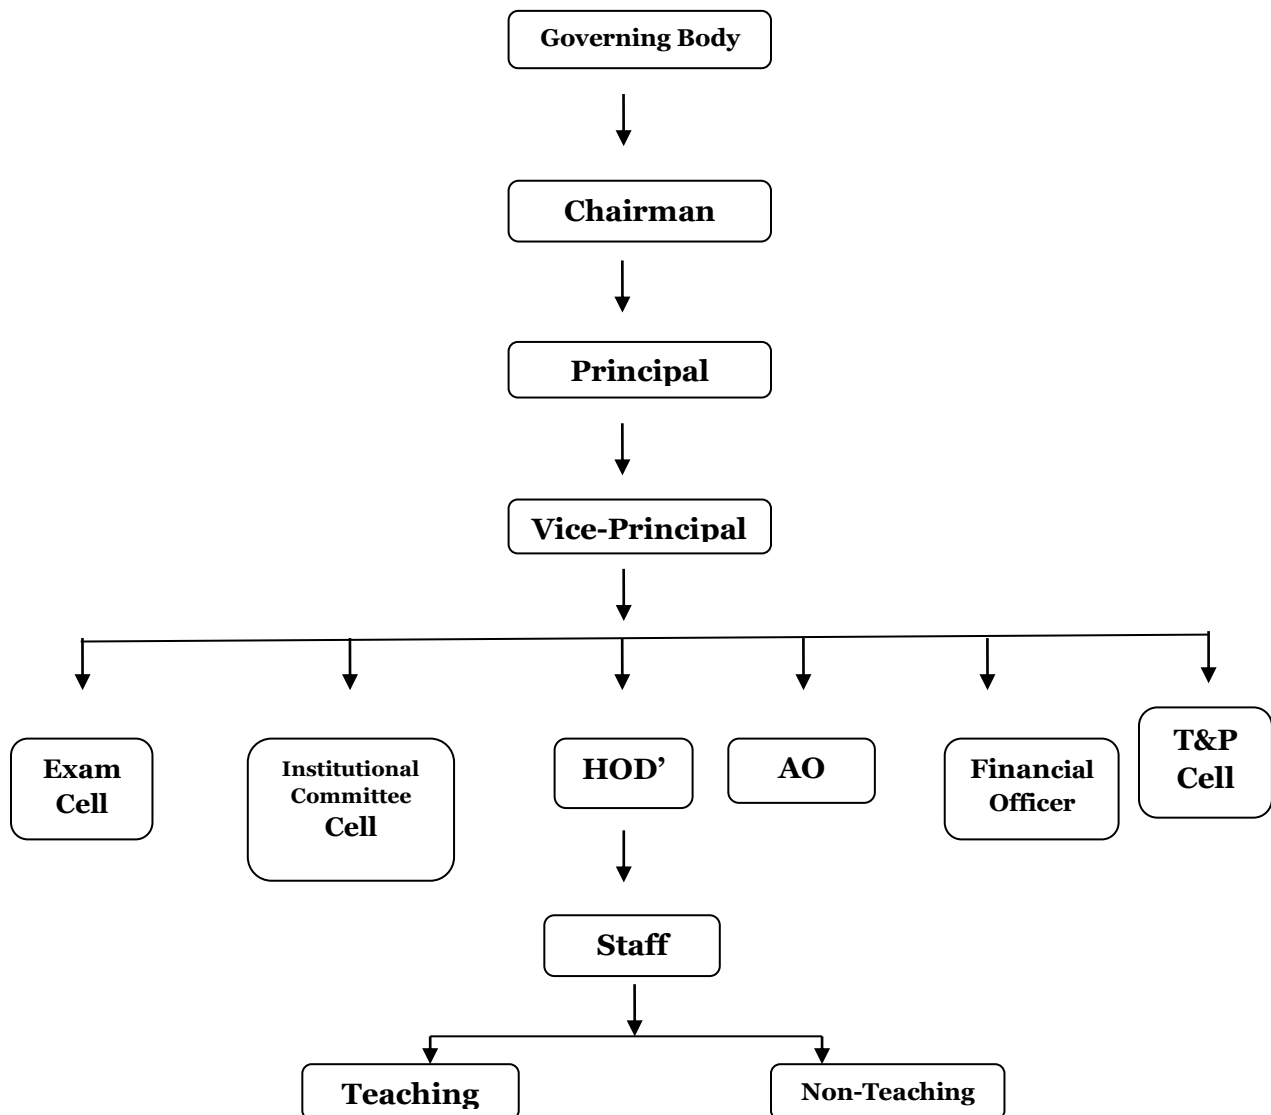 Governing Body
Chairman
Principal
Vice-Principal
Exam
Cell
Institutional
Committee
Cell
HOD’
AO
Financial
Officer
T&P
Cell
Staff
Teaching
Non-Teaching